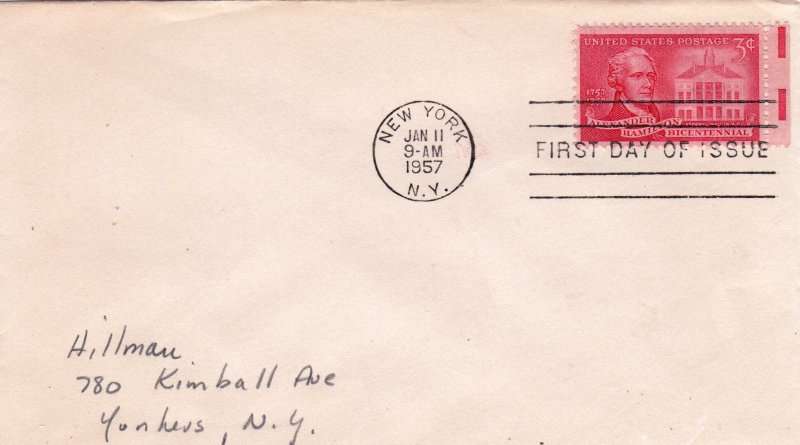 UNITED STATES POSTAGE 3¢
ALEXANDER
HAMILTON
BICENTENNIAL
NEW YORK
JAN 11
9-AM
1957
N.Y.
FIRST DAY OF ISSUE
Hillman
780 Kimball Ave
Yonkers, N.Y.